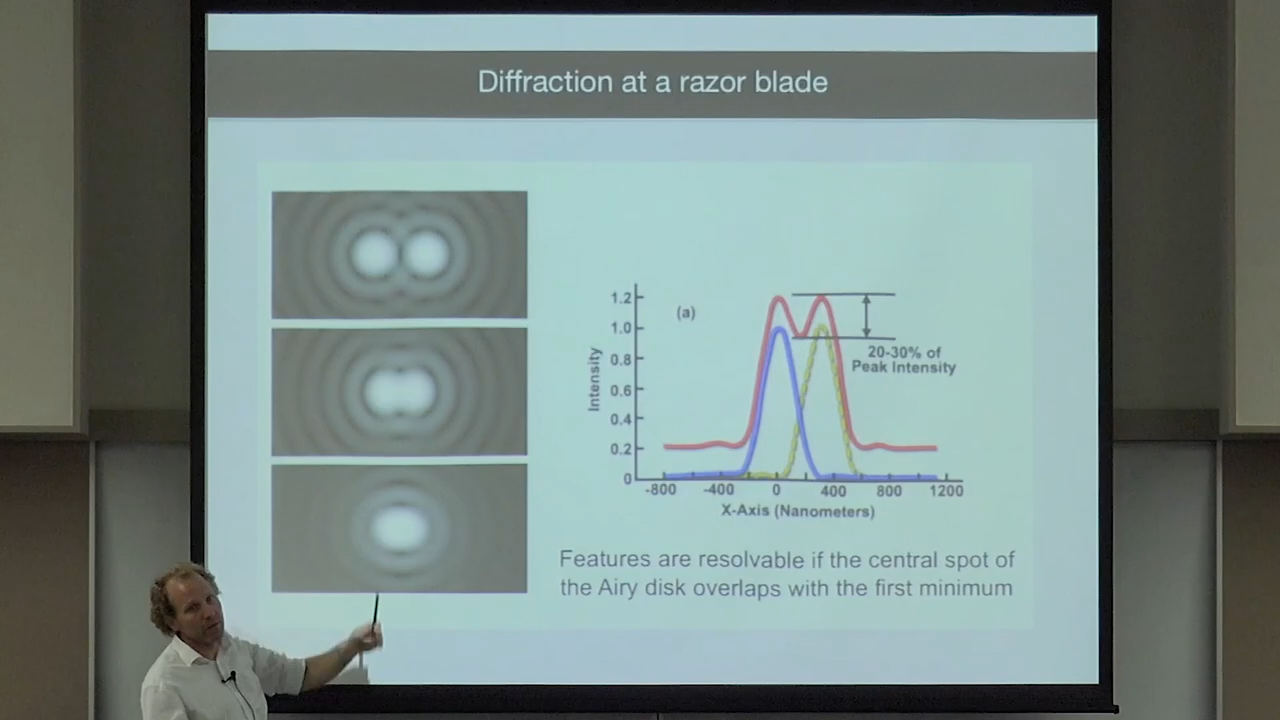 Diffraction at a razor blade
(a)
1.2
1.0
0.8
0.6
0.4
0.2
0
Intensity
20-30% of
Peak Intensity
-800 -400 0 400 800 1200
X-Axis (Nanometers)
Features are resolvable if the central spot of
the Airy disk overlaps with the first minimum